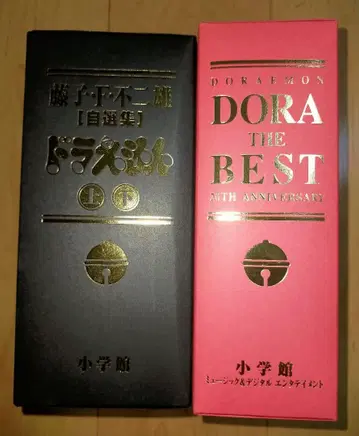 藤子・F・不二雄
[自選集]
ドラえもん
上 下
小学館
DORAEMON
DORA
THE
BEST
30TH ANNIVERSARY
小学館
ミュージック&デジタル エンタテイメント